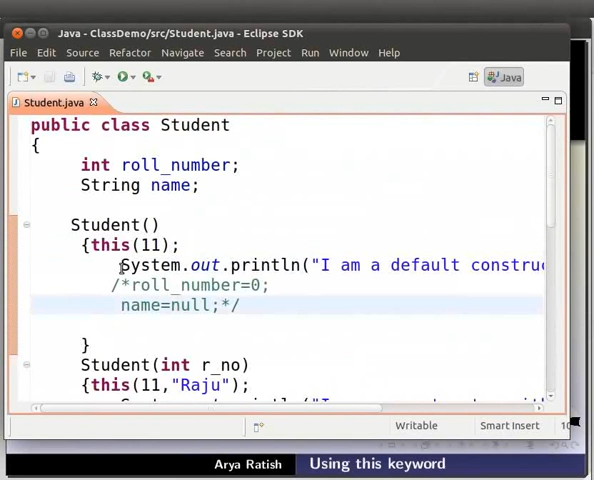 Java - ClassDemo/src/Student.java - Eclipse SDK
File Edit Source Refactor Navigate Search Project Run Window Help
Java
Student.java
public class Student
{
int roll_number;
String name;
Student()
{this(11);
System.out.println("I am a default construc
/*roll_number=0;
name=null;*/
}
Student(int r_no)
{this(11,"Raju");
Writable Smart Insert 10
Arya Ratish Using this keyword